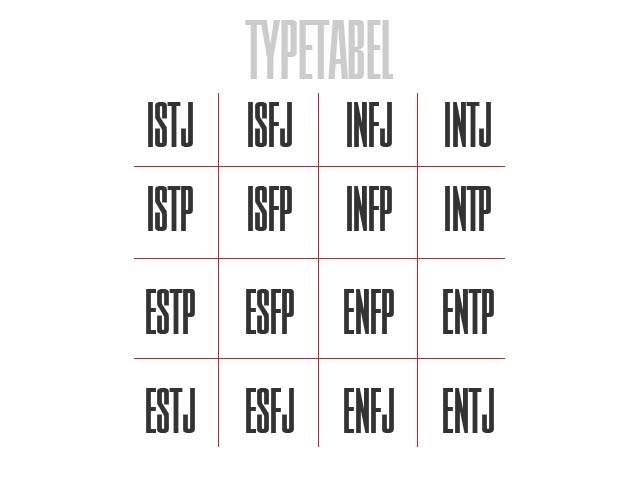 TYPETABEL
ISTJ ISFJ INFJ INTJ
ISTP ISFP INFP INTP
ESTP ESFP ENFP ENTP
ESTJ ESFJ ENFJ ENTJ